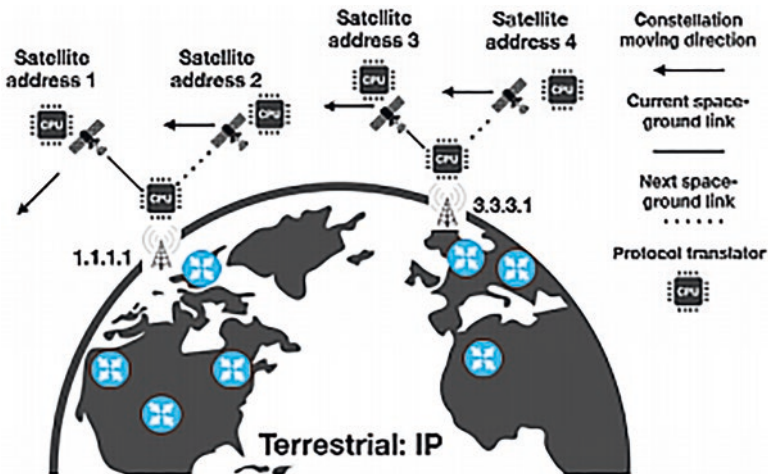 Satellite
address 1
Satellite
address 2
Satellite
address 3
Satellite
address 4
Constellation
moving direction
Current space-
ground link
Next space-
ground link
Protocol translator
CPU
CPU
CPU
CPU
CPU
CPU
CPU
1.1.1.1
3.3.3.1
Terrestrial: IP